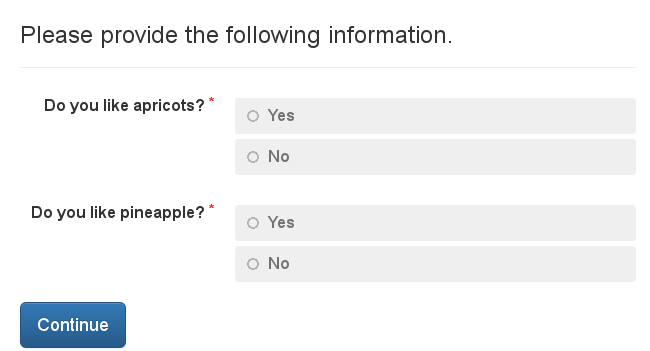 Please provide the following information.
Do you like apricots? *
Yes
No
Do you like pineapple? *
Yes
No
Continue